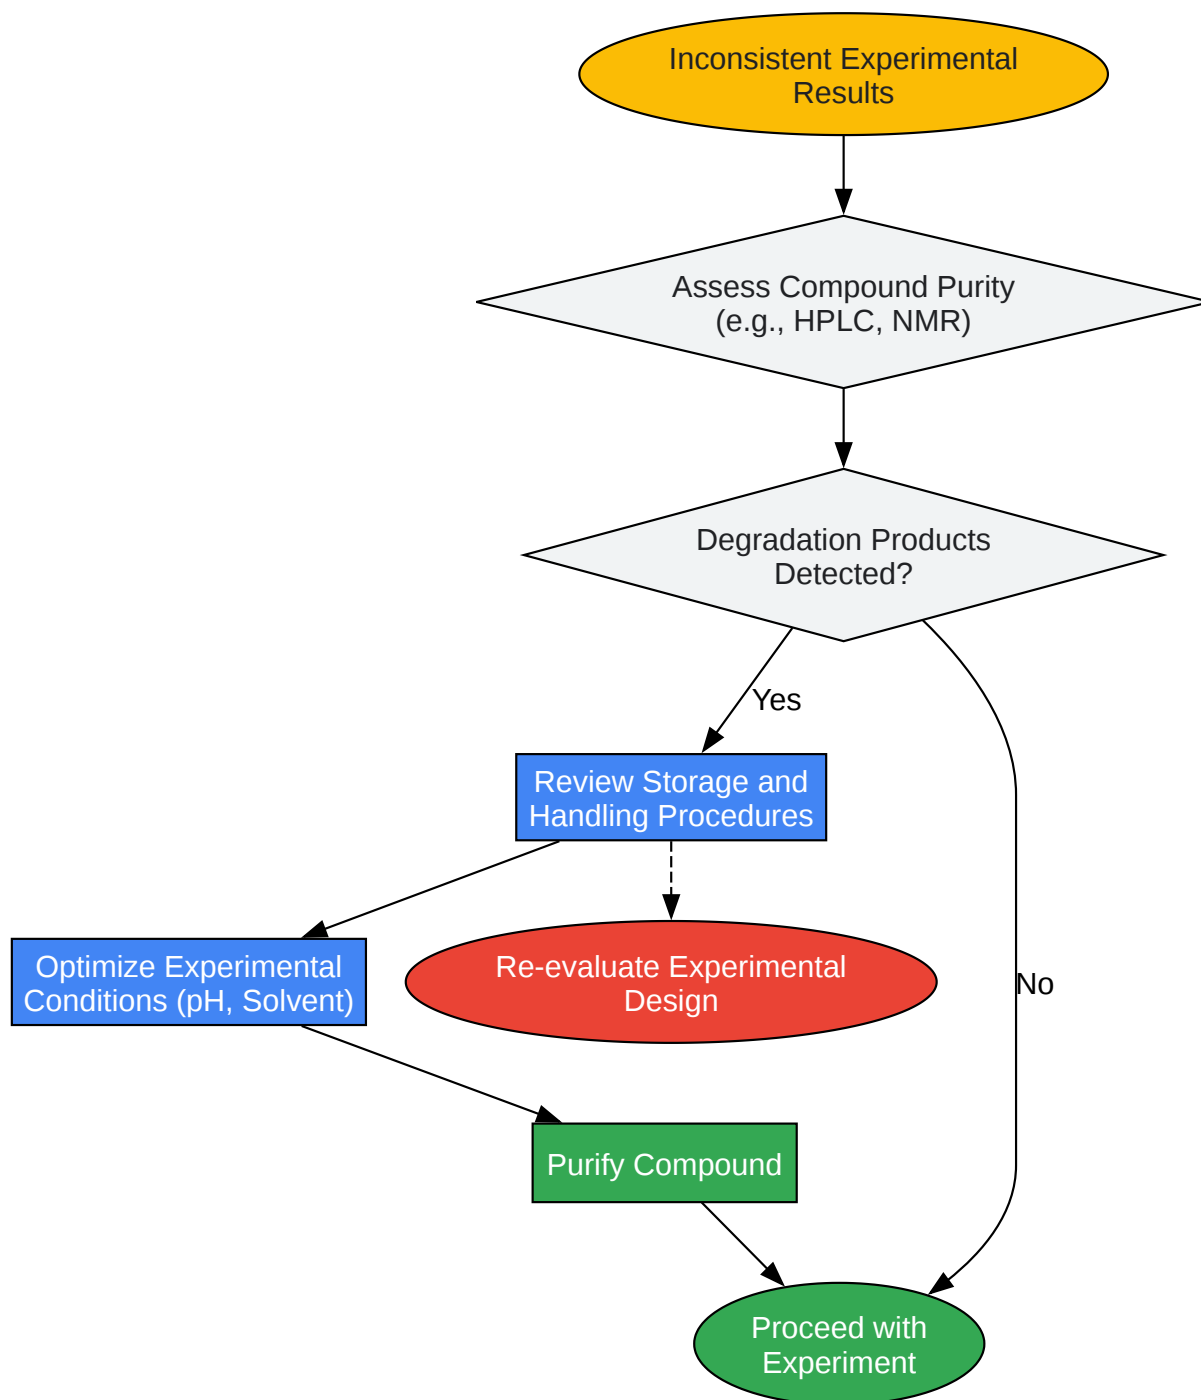 Inconsistent Experimental
Results
Assess Compound Purity
(e.g., HPLC, NMR)
Degradation Products
Detected?
Yes
Review Storage and
Handling Procedures
Optimize Experimental
Conditions (pH, Solvent)
Re-evaluate Experimental
Design
No
Purify Compound
Proceed with
Experiment